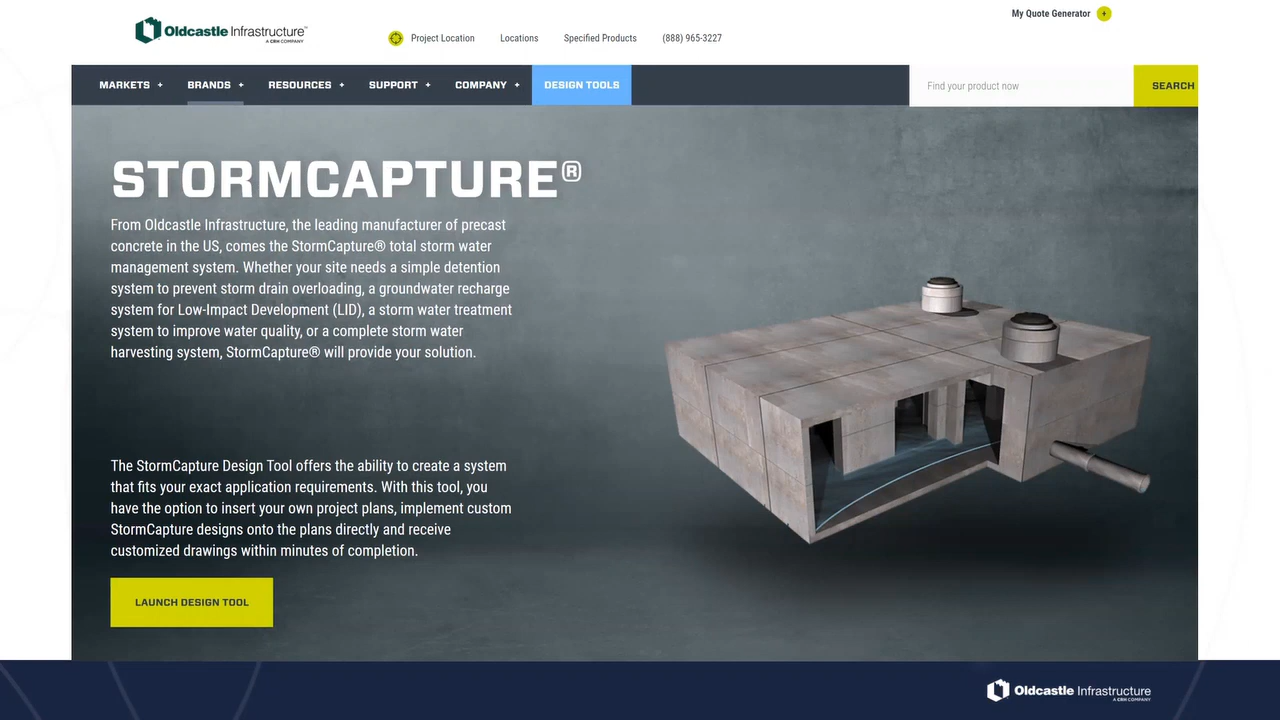 My Quote Generator +
Oldcastle Infrastructure™
A CRH COMPANY
Project Location Locations Specified Products (888) 965-3227
MARKETS + BRANDS + RESOURCES + SUPPORT + COMPANY + DESIGN TOOLS Find your product now SEARCH
STORMCAPTURE®
From Oldcastle Infrastructure, the leading manufacturer of precast
concrete in the US, comes the StormCapture® total storm water
management system. Whether your site needs a simple detention
system to prevent storm drain overloading, a groundwater recharge
system for Low-Impact Development (LID), a storm water treatment
system to improve water quality, or a complete storm water
harvesting system, StormCapture® will provide your solution.
The StormCapture Design Tool offers the ability to create a system
that fits your exact application requirements. With this tool, you
have the option to insert your own project plans, implement custom
StormCapture designs onto the plans directly and receive
customized drawings within minutes of completion.
LAUNCH DESIGN TOOL
Oldcastle Infrastructure
A CRH COMPANY